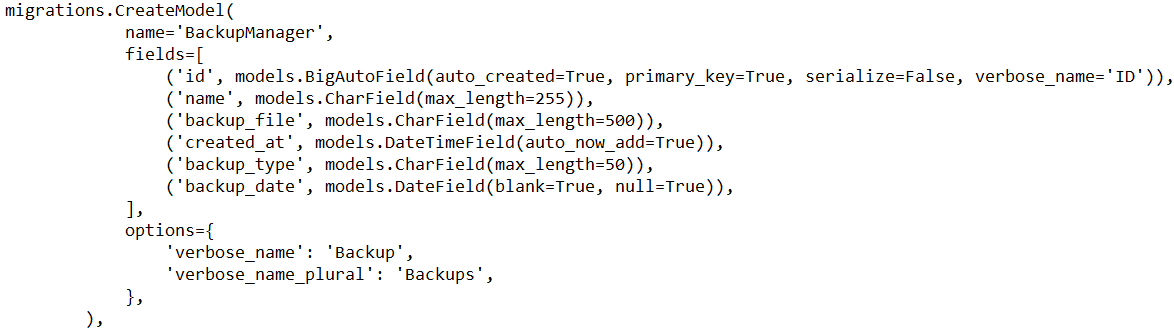 migrations.CreateModel(
            name='BackupManager',
            fields=[
                ('id', models.BigAutoField(auto_created=True, primary_key=True, serialize=False, verbose_name='ID')),
                ('name', models.CharField(max_length=255)),
                ('backup_file', models.CharField(max_length=500)),
                ('created_at', models.DateTimeField(auto_now_add=True)),
                ('backup_type', models.CharField(max_length=50)),
                ('backup_date', models.DateField(blank=True, null=True)),
            ],
            options={
                'verbose_name': 'Backup',
                'verbose_name_plural': 'Backups',
            },
        ),